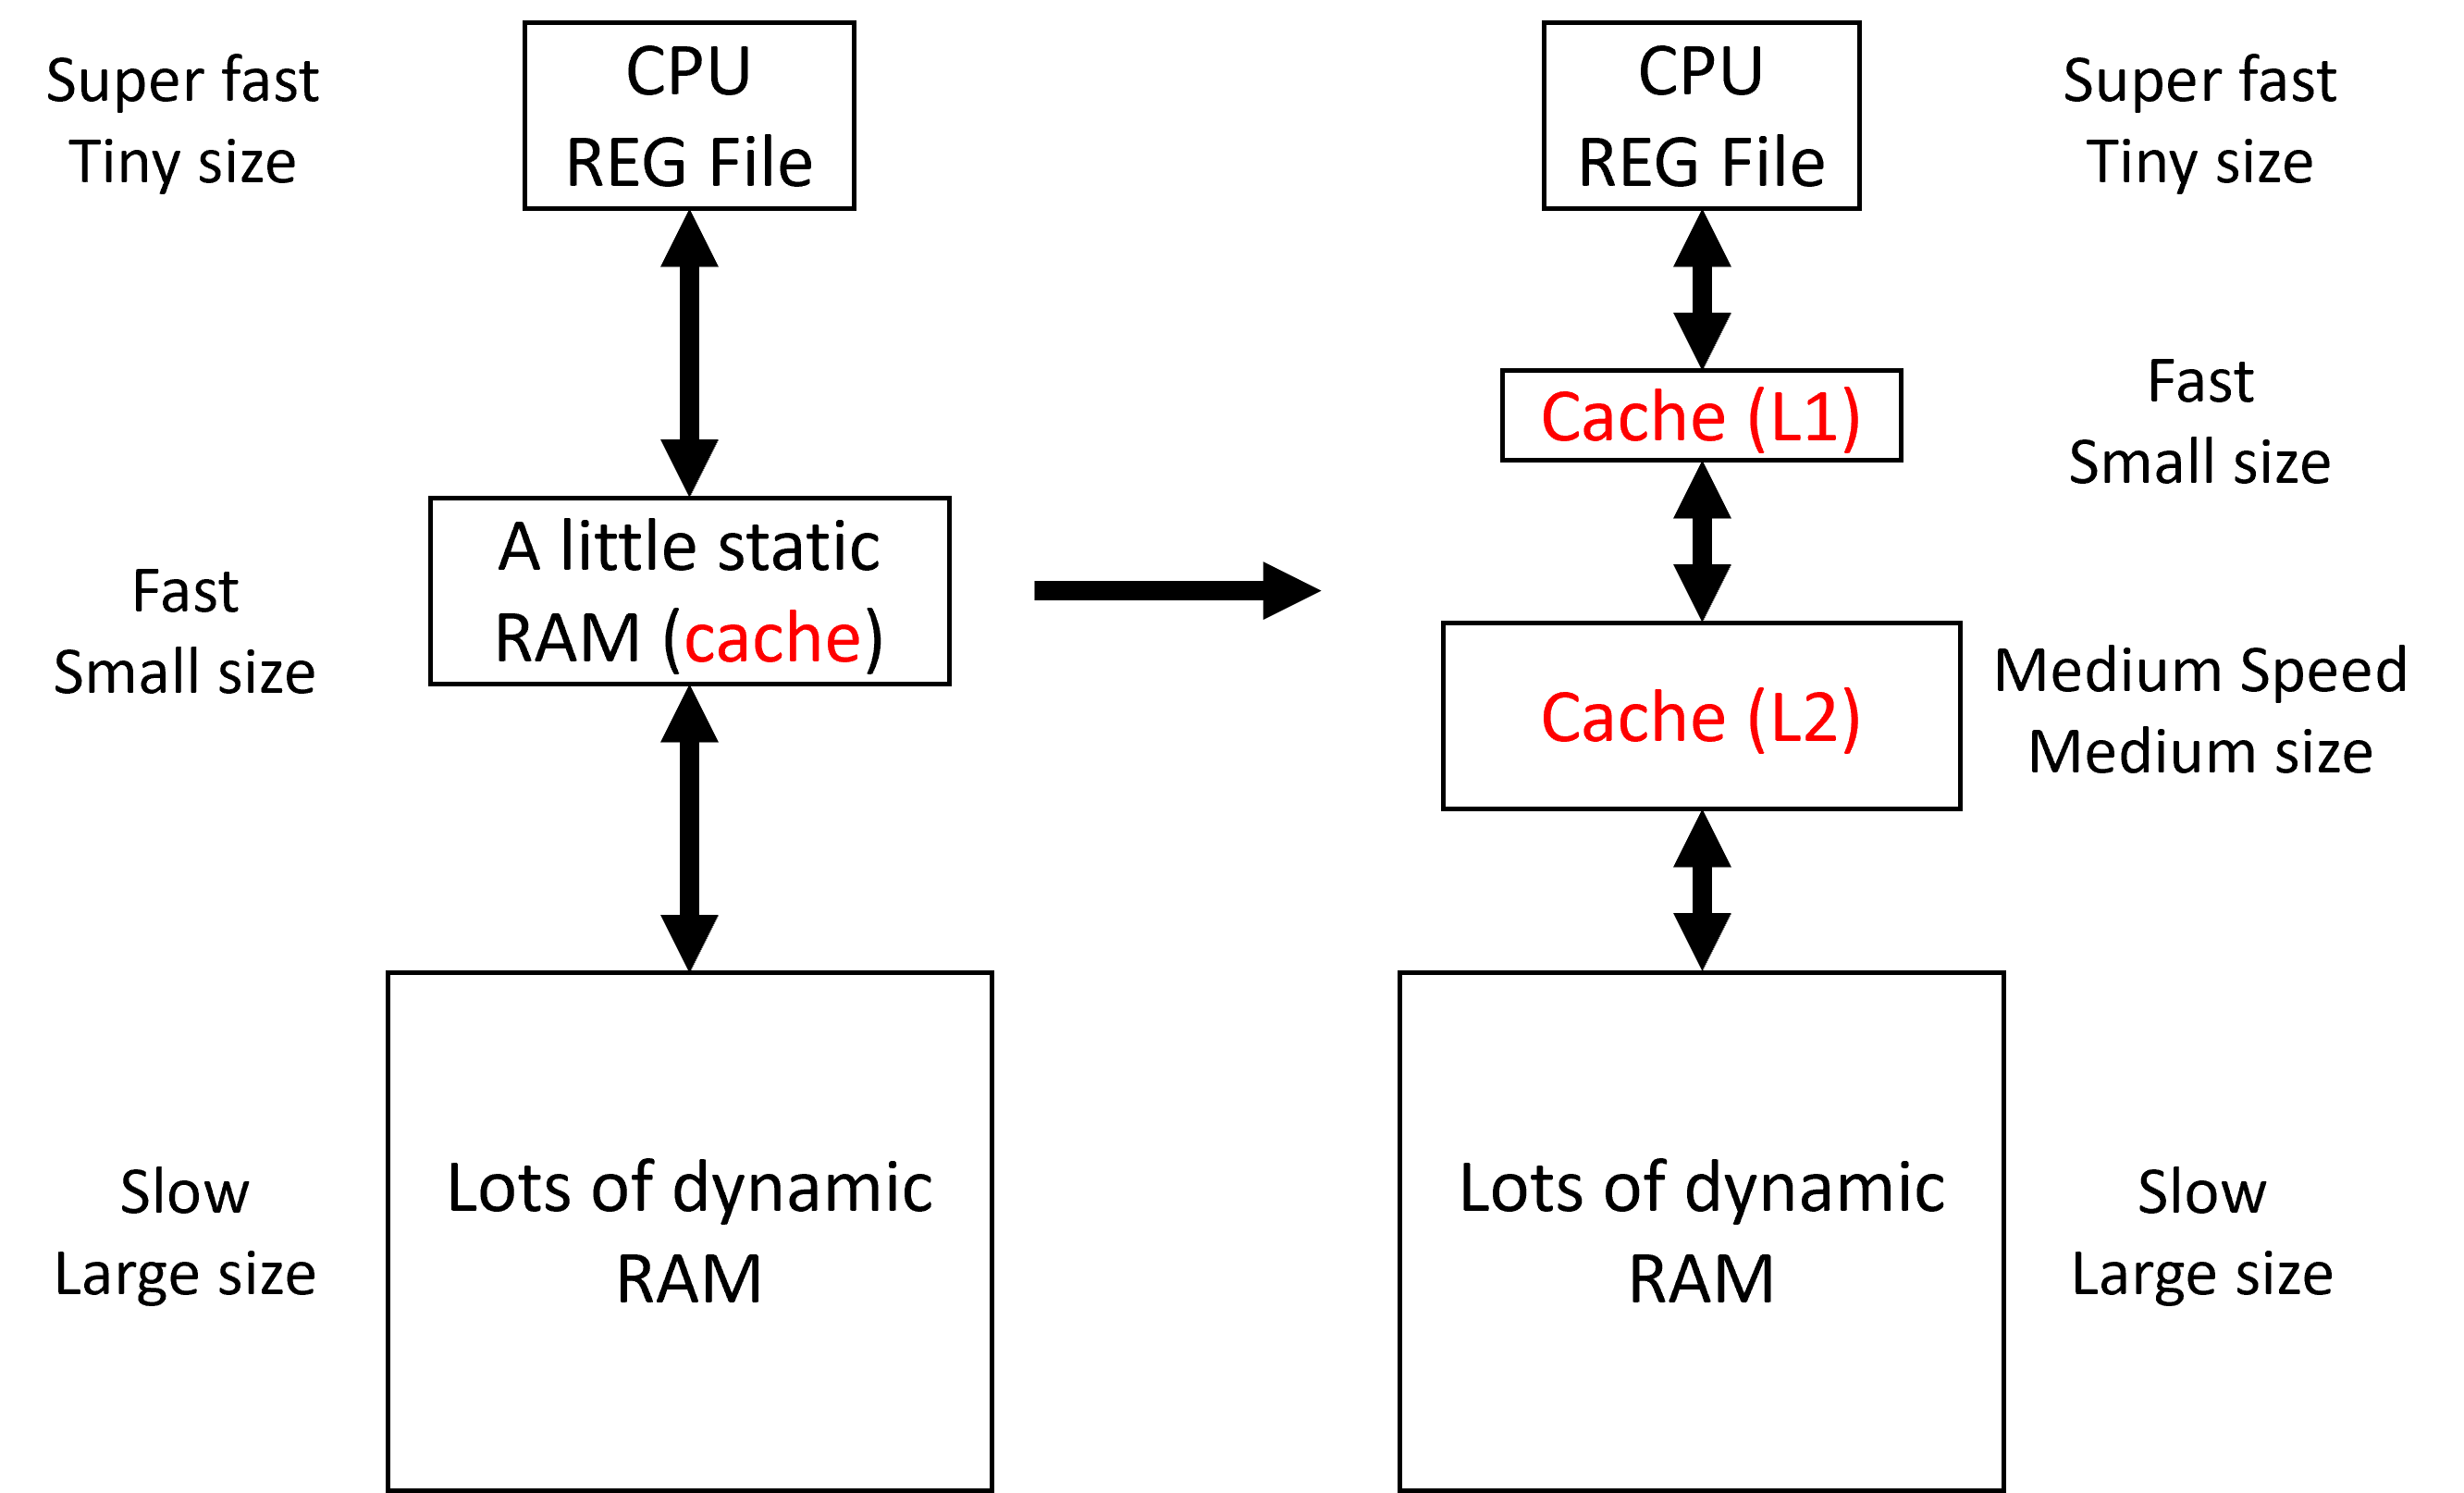 Super fast
Tiny size
CPU
REG File
Fast
Small size
A little static
RAM (cache)
Slow
Large size
Lots of dynamic
RAM
CPU
REG File
Super fast
Tiny size
Cache (L1)
Fast
Small size
Cache (L2)
Medium Speed
Medium size
Lots of dynamic
RAM
Slow
Large size